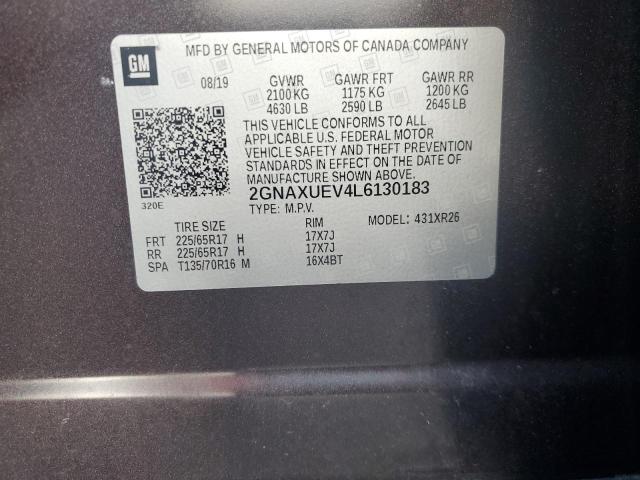 GM
MFD BY GENERAL MOTORS OF CANADA COMPANY
08/19 GVWR GAWR FRT GAWR RR
2100 KG 1175 KG 1200 KG
4630 LB 2590 LB 2645 LB
THIS VEHICLE CONFORMS TO ALL
APPLICABLE U.S. FEDERAL MOTOR
VEHICLE SAFETY AND THEFT PREVENTION
STANDARDS IN EFFECT ON THE DATE OF
MANUFACTURE SHOWN ABOVE.
320E
2GNAXUEV4L6130183
TYPE: M.P.V. MODEL: 431XR26
TIRE SIZE RIM
FRT 225/65R17 H 17X7J
RR 225/65R17 H 17X7J
SPA T135/70R16 M 16X4BT